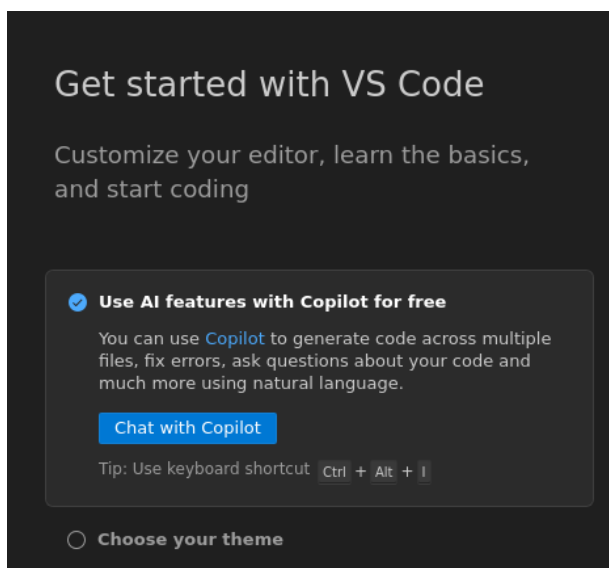 Get started with VS Code
Customize your editor, learn the basics,
and start coding
Use AI features with Copilot for free
You can use Copilot to generate code across multiple
files, fix errors, ask questions about your code and
much more using natural language.
Chat with Copilot
Tip: Use keyboard shortcut Ctrl + Alt + I
Choose your theme